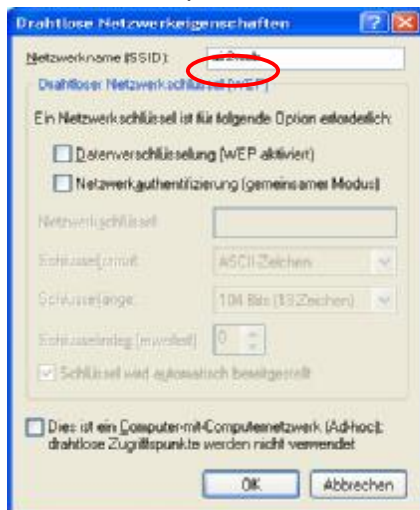 Drahtlose Netzwerkeigenschaften
Netzwerkname (SSID):
Drahtloser Netzwerkschlüssel (WEP)
Ein Netzwerkschlüssel ist für folgende Option erforderlich:
Datenverschlüsselung (WEP aktiviert)
Netzwerkauthentifizierung (gemeinsamer Modus)
Netzwerkschlüssel:
Schlüsselformat: ASCII-Zeichen
Schlüssellänge: 104 Bits (13 Zeichen)
Schlüsselindex (erweitert): 0
Schlüssel wird automatisch bereitgestellt
Dies ist ein Computer-mit-Computernetzwerk (Ad-hoc);
drahtlose Zugriffspunkte werden nicht verwendet
OK Abbrechen